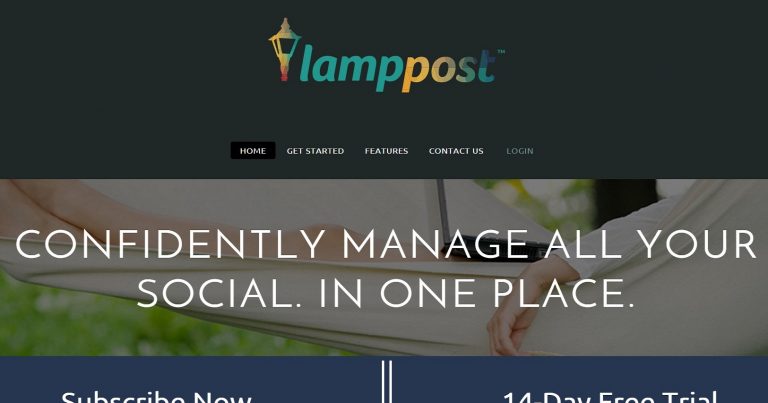 lamppost™
HOME GET STARTED FEATURES CONTACT US LOGIN
CONFIDENTLY MANAGE ALL YOUR
SOCIAL. IN ONE PLACE.
Subscribe Now 14-Day Free Trial